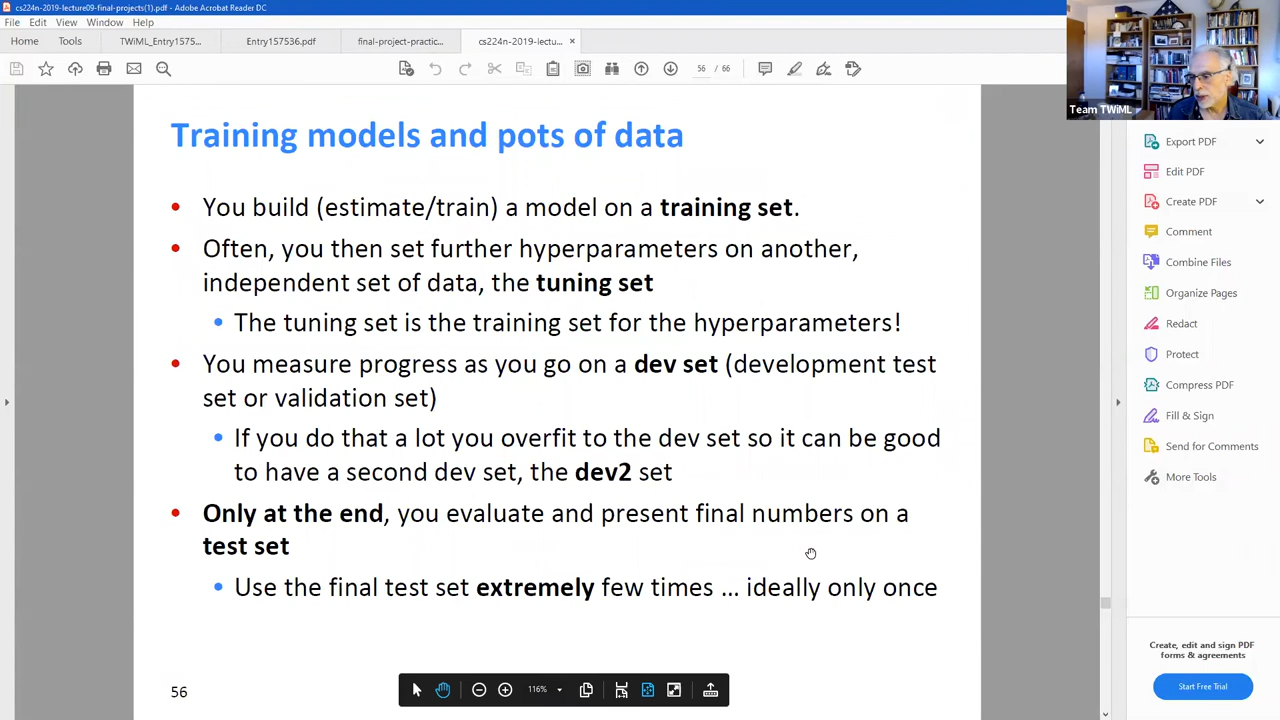 cs224n-2019-lecture09-final-projects(1).pdf - Adobe Acrobat Reader DC
File Edit View Window Help
Home Tools TWiML_Entry1575... Entry157536.pdf final-project-practic... cs224n-2019-lectu... ×
56 / 66
Team TWiML
Training models and pots of data
• You build (estimate/train) a model on a training set.
• Often, you then set further hyperparameters on another,
independent set of data, the tuning set
• The tuning set is the training set for the hyperparameters!
• You measure progress as you go on a dev set (development test
set or validation set)
• If you do that a lot you overfit to the dev set so it can be good
to have a second dev set, the dev2 set
• Only at the end, you evaluate and present final numbers on a
test set
• Use the final test set extremely few times … ideally only once
56
116%
Export PDF
Edit PDF
Create PDF
Comment
Combine Files
Organize Pages
Redact
Protect
Compress PDF
Fill & Sign
Send for Comments
More Tools
Create, edit and sign PDF
forms & agreements
Start Free Trial